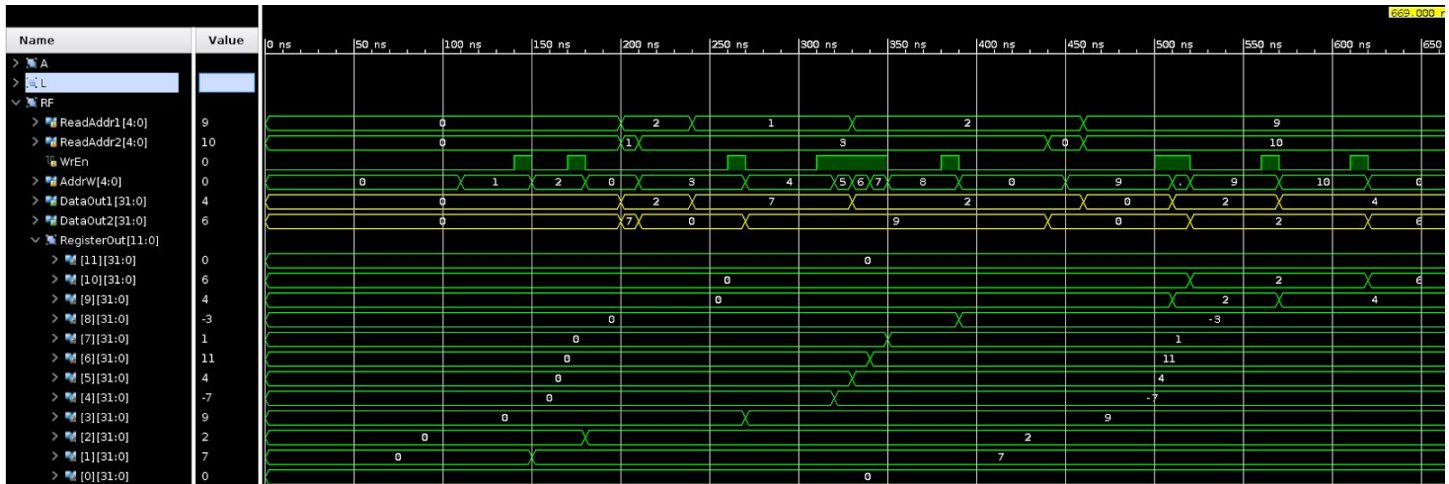 669.000 n
Name Value 0 ns 50 ns 100 ns 150 ns 200 ns 250 ns 300 ns 350 ns 400 ns 450 ns 500 ns 550 ns 600 ns 650
A
L
RF
ReadAddr1[4:0] 9 0 2 1 2 9
ReadAddr2[4:0] 10 0 1 3 0 10
WrEn 0
AddrW[4:0] 0 0 1 2 0 3 4 5 6 7 8 0 9 . 9 10 0
DataOut1[31:0] 4 0 2 7 2 0 2 4
DataOut2[31:0] 6 0 7 0 9 0 2 6
RegisterOut[11:0]
[11][31:0] 0 0
[10][31:0] 6 0 2 6
[9][31:0] 4 0 2 4
[8][31:0] -3 0 -3
[7][31:0] 1 0 1
[6][31:0] 11 0 11
[5][31:0] 4 0 4
[4][31:0] -7 0 -7
[3][31:0] 9 0 9
[2][31:0] 2 0 2
[1][31:0] 7 0 7
[0][31:0] 0 0